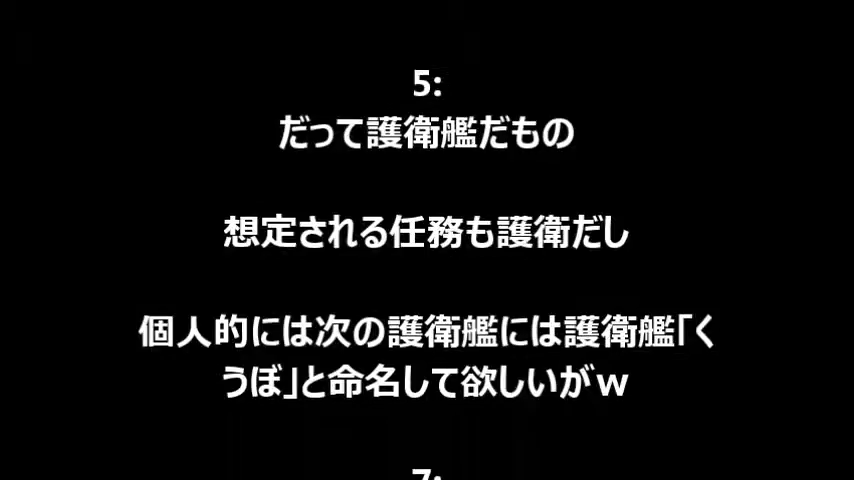 5:
だって護衛艦だもの
想定される任務も護衛だし
個人的には次の護衛艦には護衛艦「く
うぼ」と命名して欲しいがｗ
7: